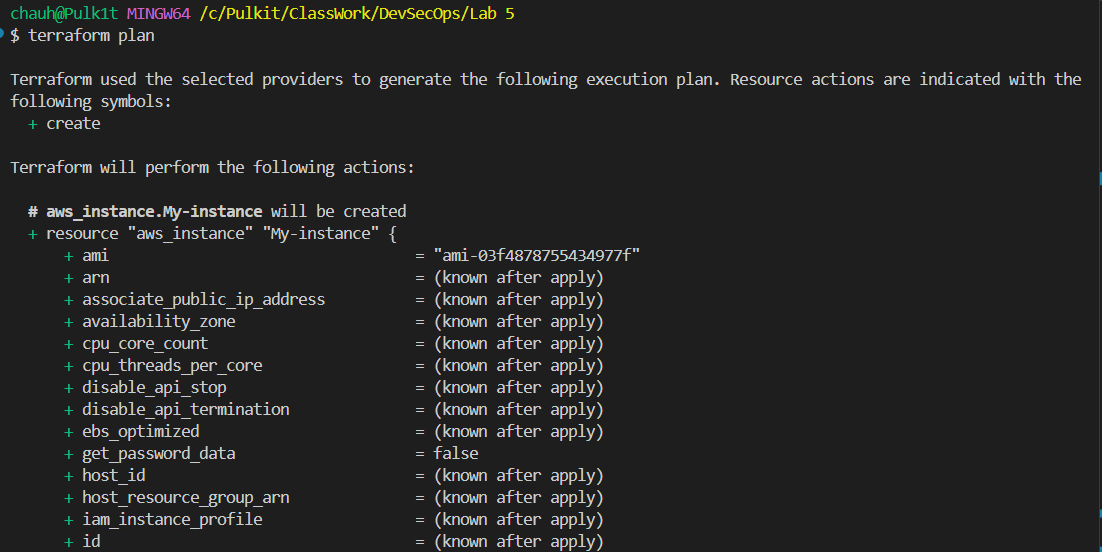 chauh@Pulk1t MINGW64 /c/Pulkit/ClassWork/DevSecOps/Lab 5
$ terraform plan
Terraform used the selected providers to generate the following execution plan. Resource actions are indicated with the
following symbols:
  + create
Terraform will perform the following actions:
  # aws_instance.My-instance will be created
  + resource "aws_instance" "My-instance" {
      + ami                                  = "ami-03f4878755434977f"
      + arn                                  = (known after apply)
      + associate_public_ip_address          = (known after apply)
      + availability_zone                    = (known after apply)
      + cpu_core_count                       = (known after apply)
      + cpu_threads_per_core                 = (known after apply)
      + disable_api_stop                     = (known after apply)
      + disable_api_termination              = (known after apply)
      + ebs_optimized                        = (known after apply)
      + get_password_data                    = false
      + host_id                              = (known after apply)
      + host_resource_group_arn              = (known after apply)
      + iam_instance_profile                 = (known after apply)
      + id                                   = (known after apply)